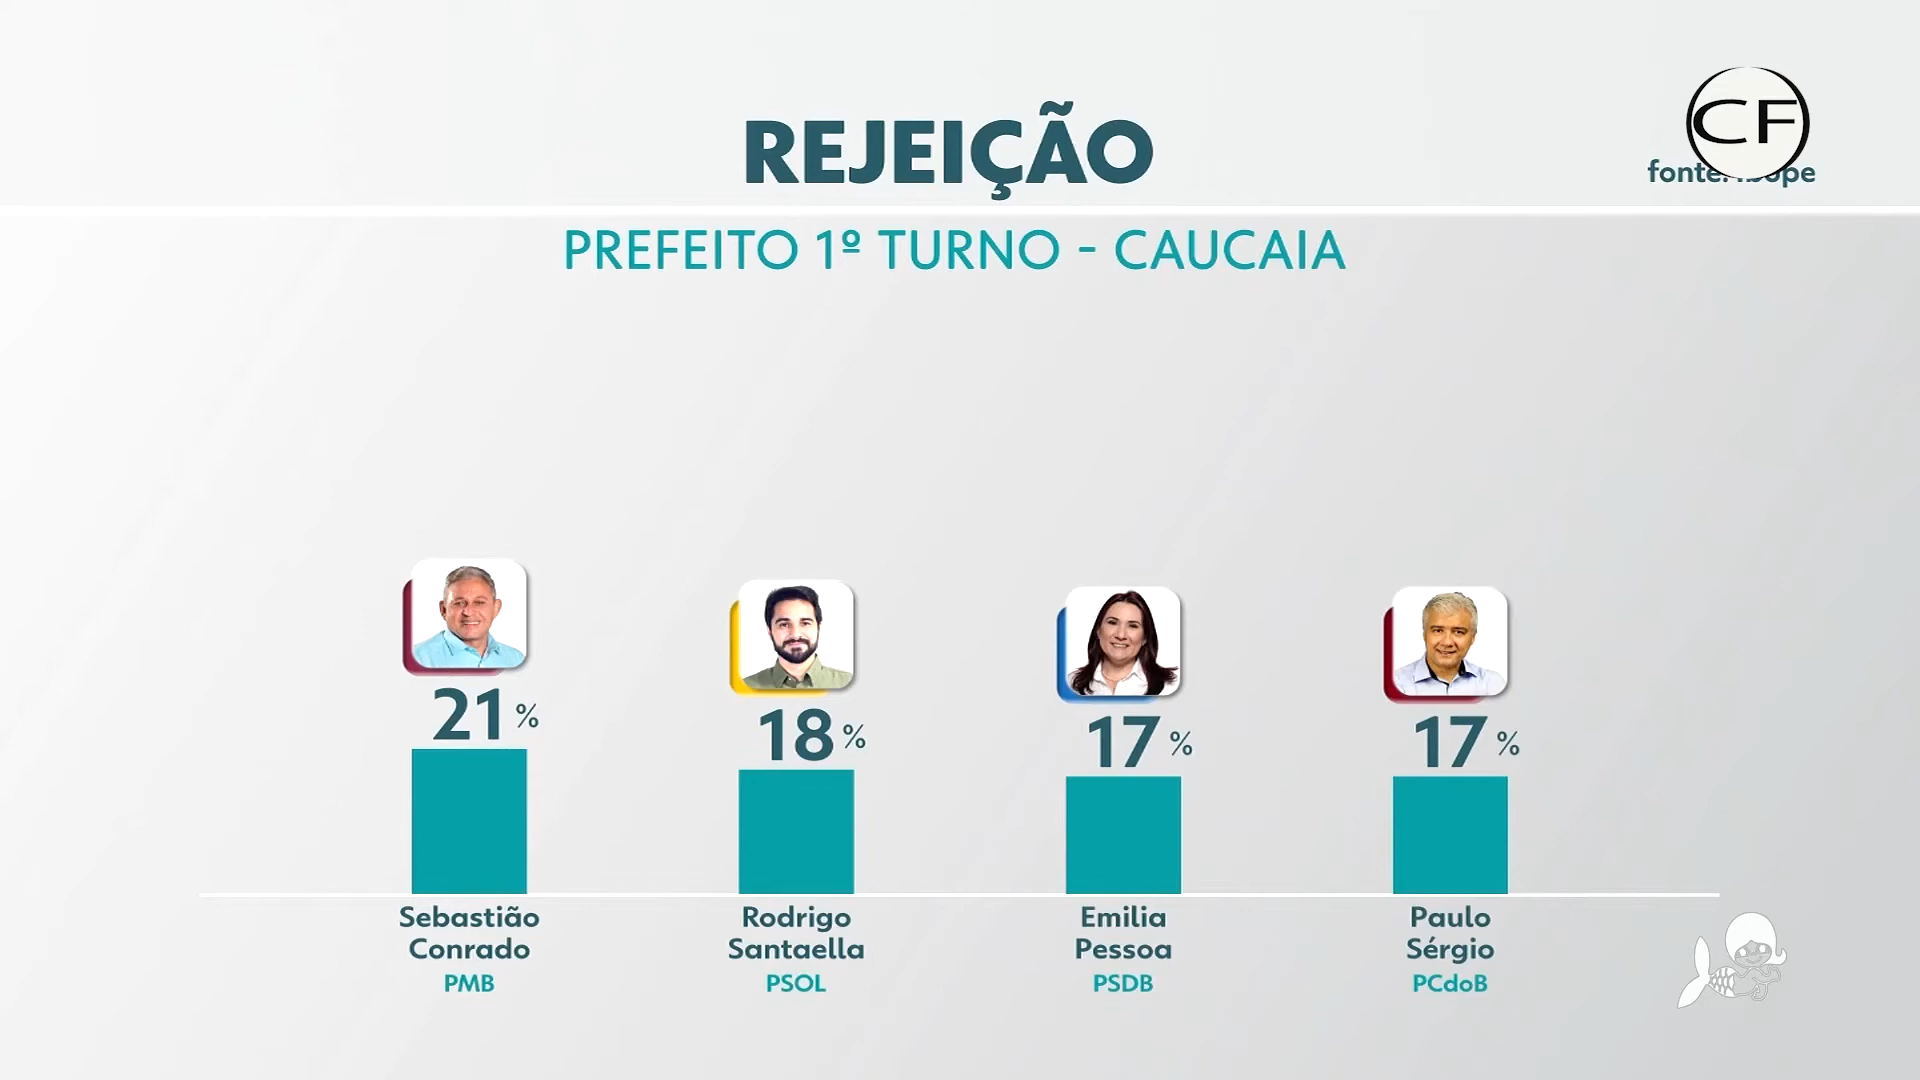 CF
REJEIÇÃO
PREFEITO 1º TURNO - CAUCAIA
21 %
18 %
17 %
17 %
Sebastião
Conrado
PMB
Rodrigo
Santaella
PSOL
Emilia
Pessoa
PSDB
Paulo
Sérgio
PCdoB